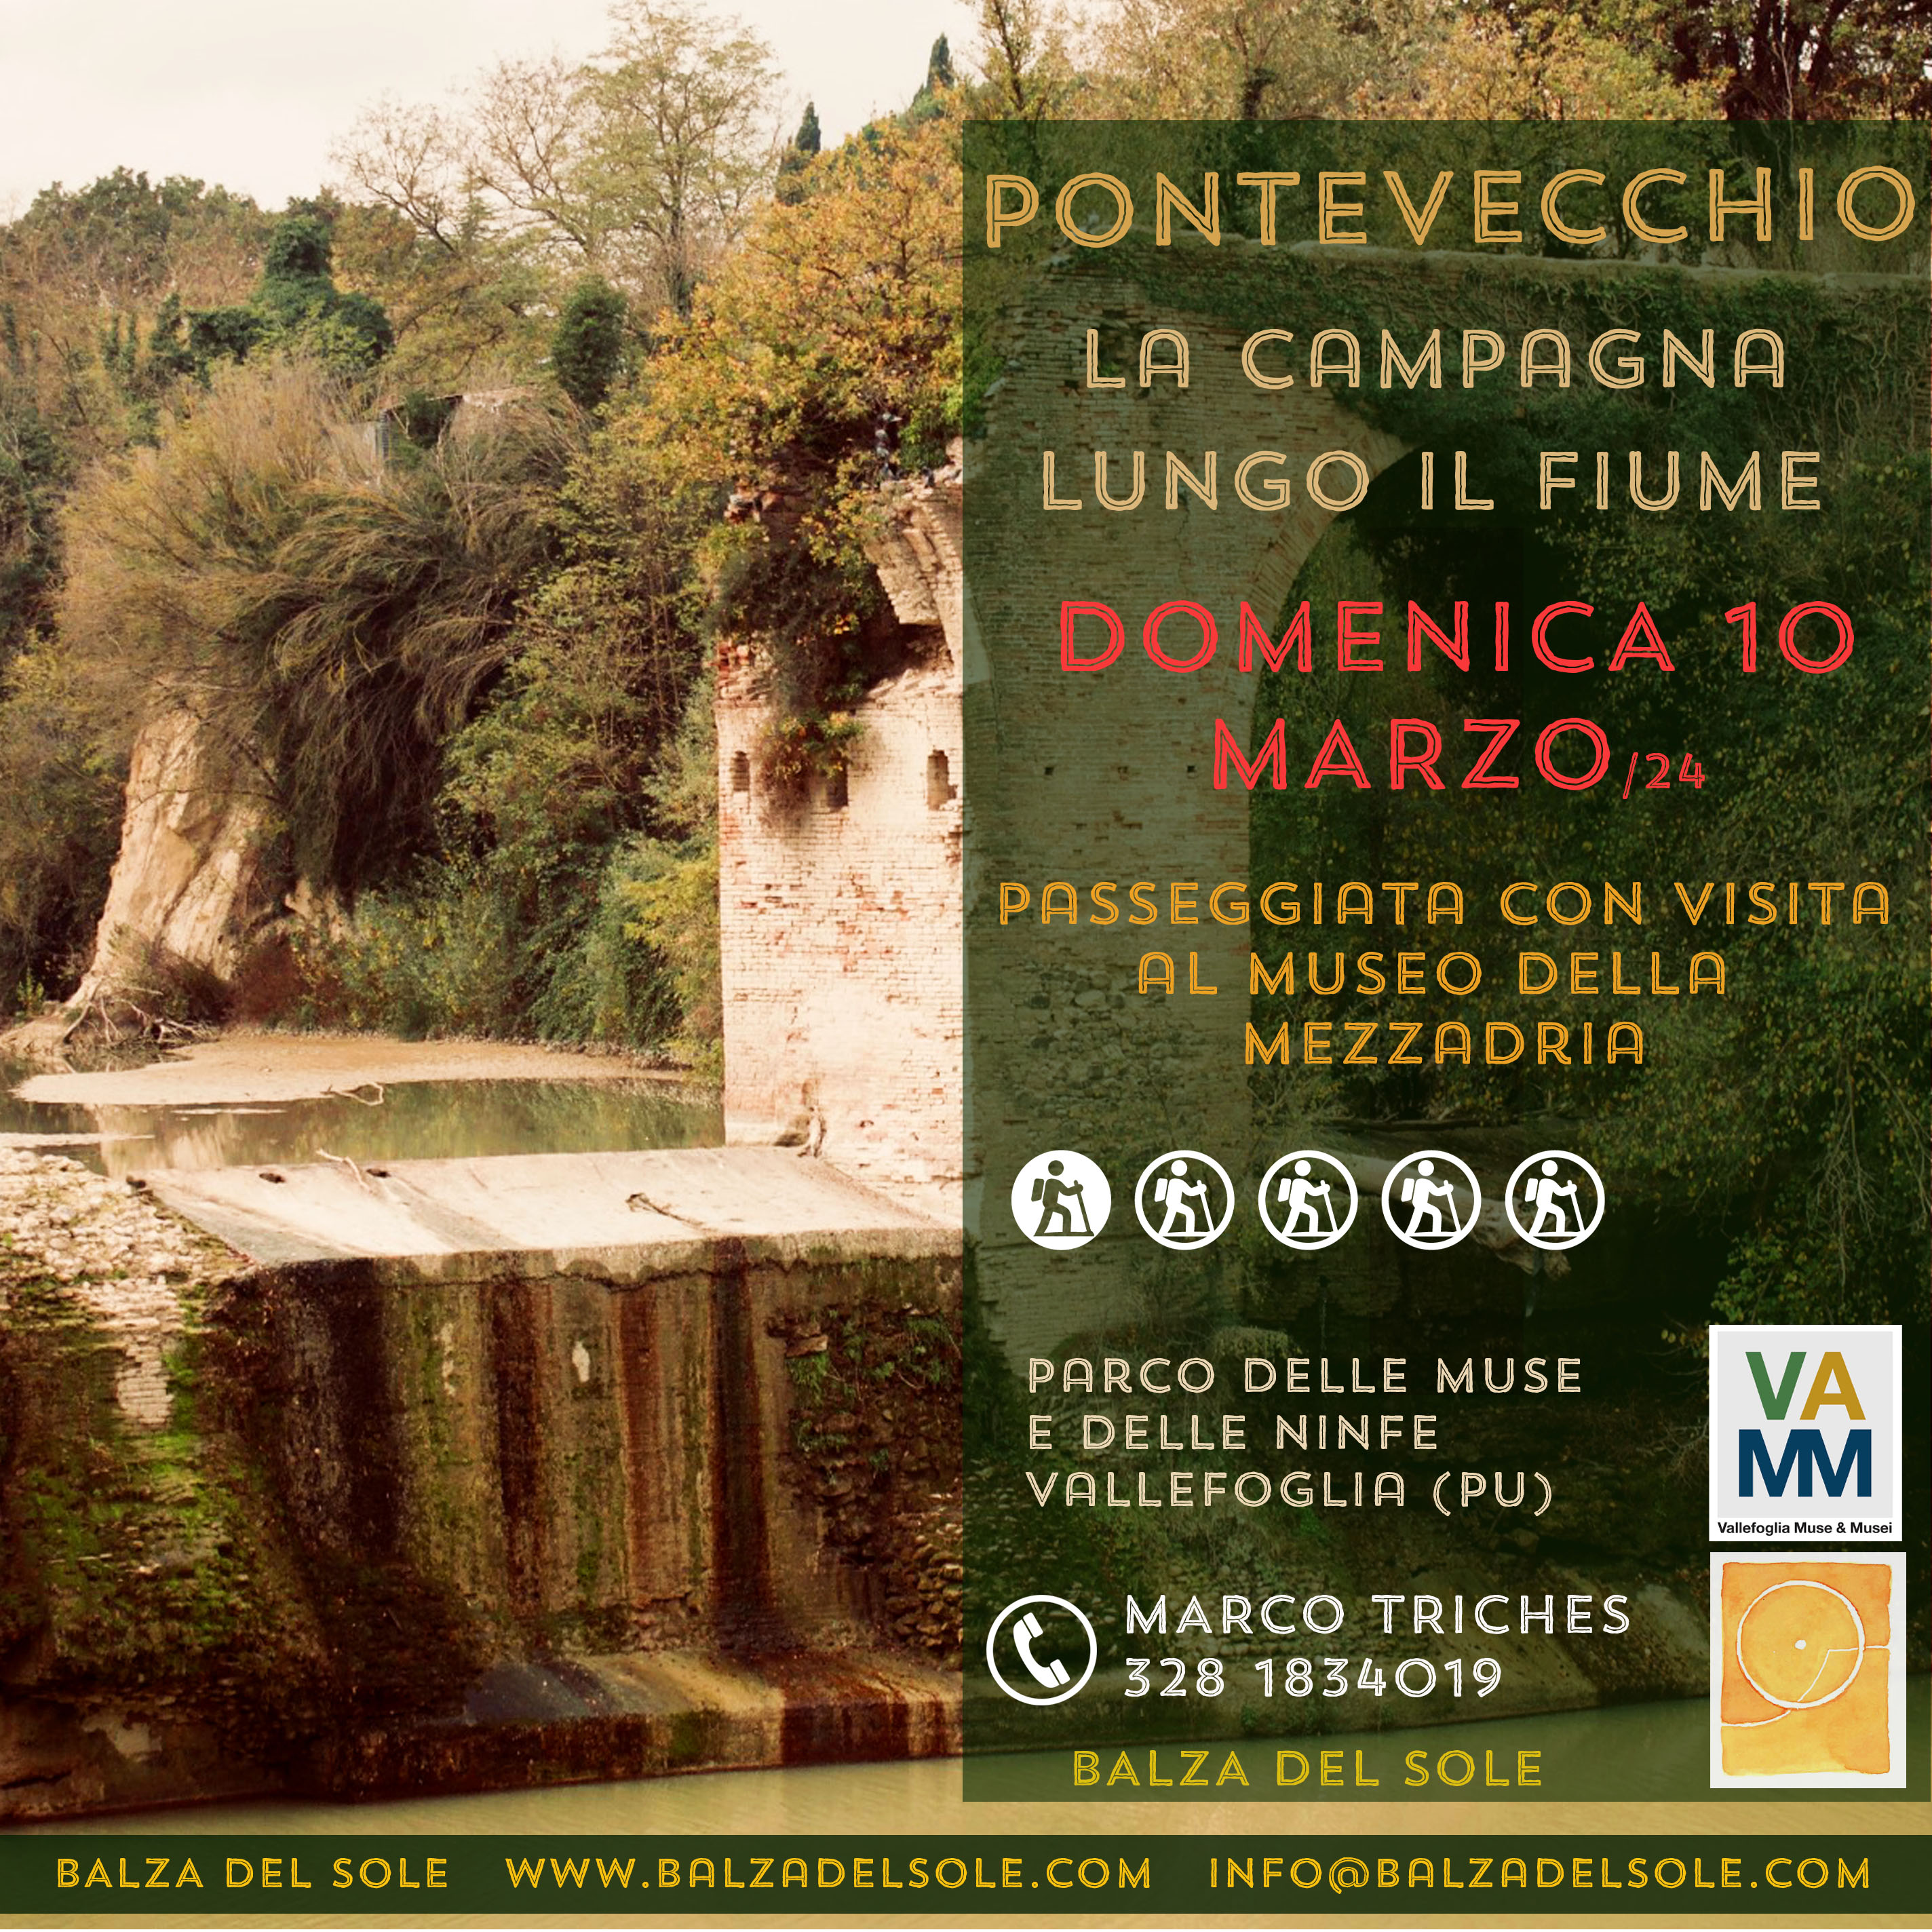 PONTEVECCHIO
LA CAMPAGNA
LUNGO IL FIUME
DOMENICA 10
MARZO/24
PASSEGGIATA CON VISITA
AL MUSEO DELLA
MEZZADRIA
PARCO DELLE MUSE
E DELLE NINFE
VALLEFOGLIA (PU)
VA
MM
Vallefoglia Muse & Musei
MARCO TRICHES
328 1834019
BALZA DEL SOLE
BALZA DEL SOLE WWW.BALZADELSOLE.COM INFO@BALZADELSOLE.COM